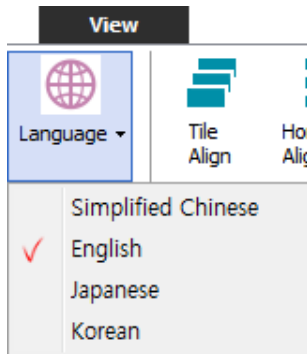 View
Language
Tile
Align
Simplified Chinese
English
Japanese
Korean